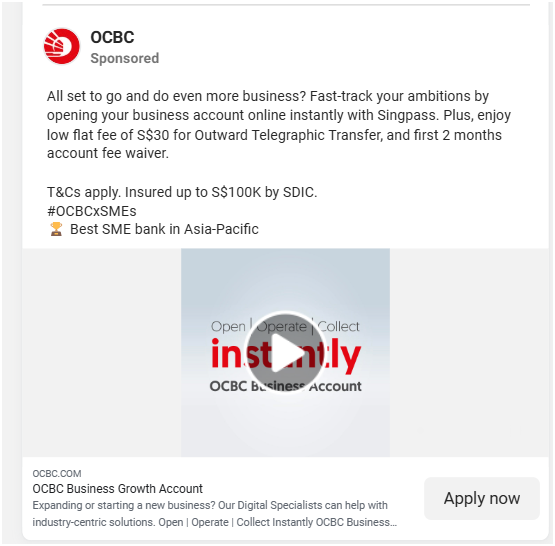 OCBC
Sponsored
All set to go and do even more business? Fast-track your ambitions by
opening your business account online instantly with Singpass. Plus, enjoy
low flat fee of S$30 for Outward Telegraphic Transfer, and first 2 months
account fee waiver.
T&Cs apply. Insured up to S$100K by SDIC.
#OCBCxSMEs
🏆 Best SME bank in Asia-Pacific
Open | Operate | Collect
instantly
OCBC Business Account
OCBC.COM
OCBC Business Growth Account
Expanding or starting a new business? Our Digital Specialists can help with
industry-centric solutions. Open | Operate | Collect Instantly OCBC Business...
Apply now